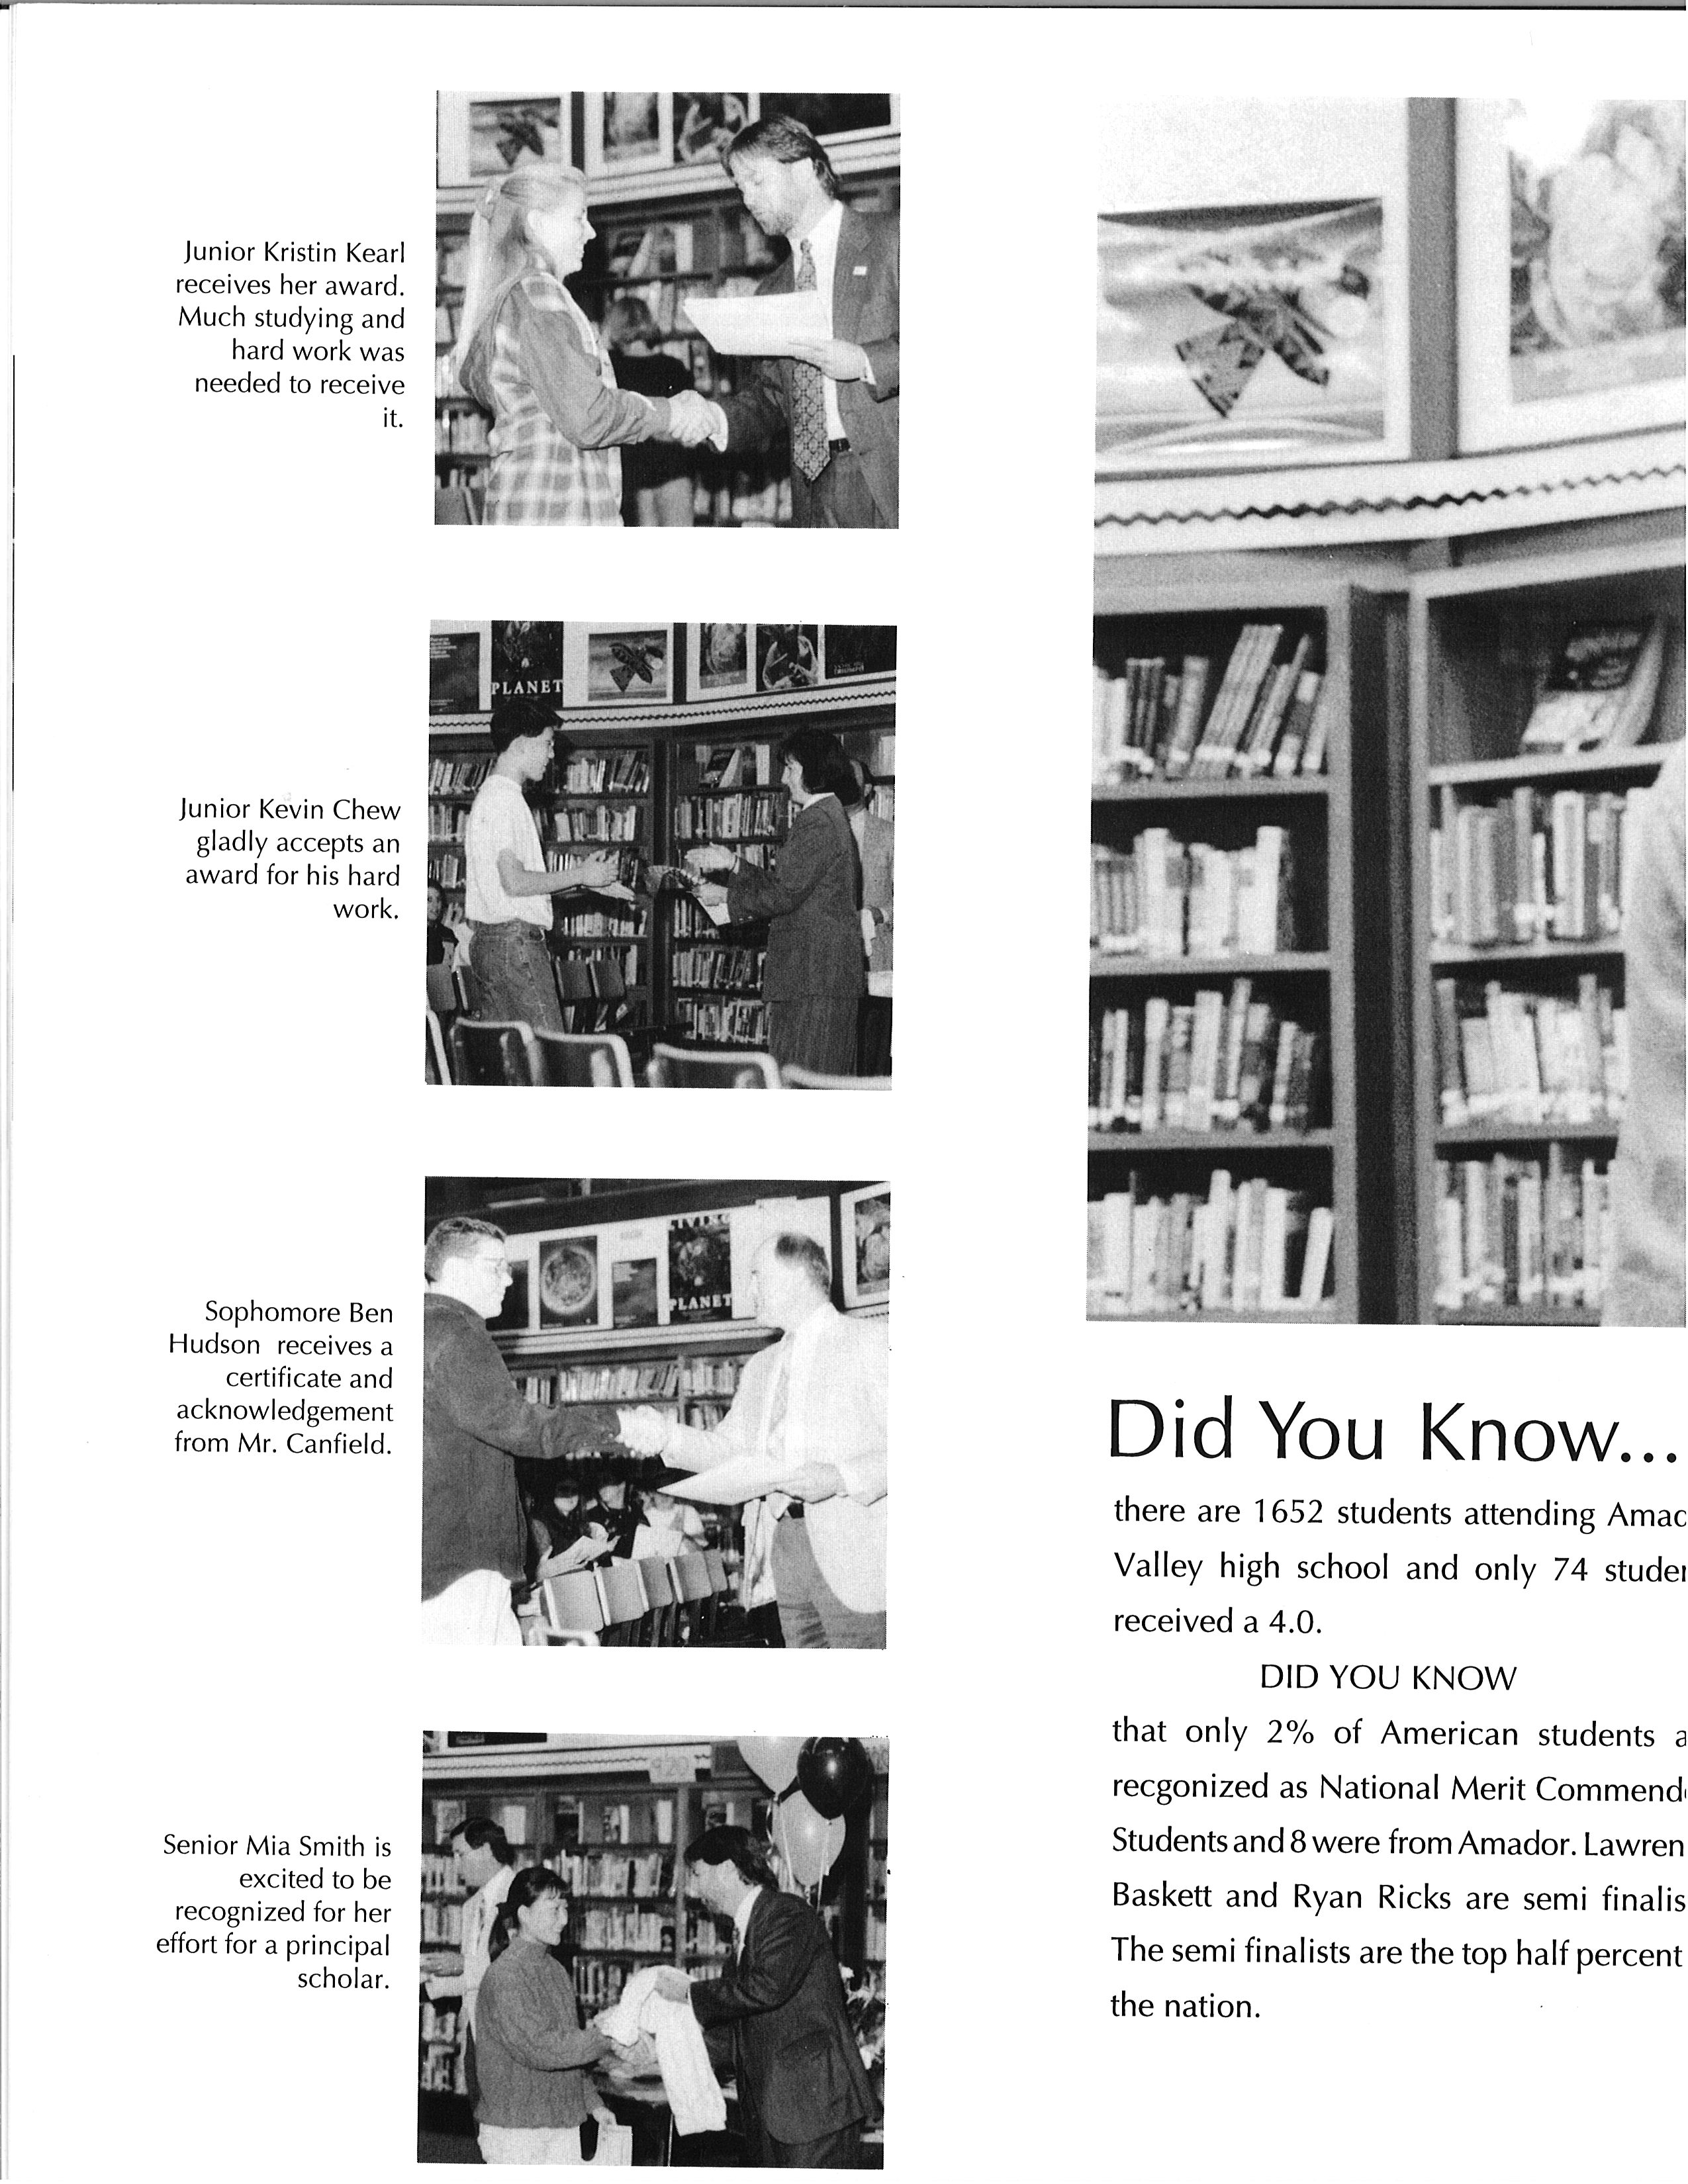 Junior Kristin Kearl
receives her award.
Much studying and
hard work was
needed to receive
it.
PLANET
Junior Kevin Chew
gladly accepts an
award for his hard
work.
LIVING
PLANET
Sophomore Ben
Hudson receives a
certificate and
acknowledgement
from Mr. Canfield.
920
Senior Mia Smith is
excited to be
recognized for her
effort for a principal
scholar.
Did You Know...
there are 1652 students attending Amad
Valley high school and only 74 studen
received a 4.0.
DID YOU KNOW
that only 2% of American students a
recgonized as National Merit Commende
Students and 8 were from Amador. Lawren
Baskett and Ryan Ricks are semi finalis
The semi finalists are the top half percent
the nation.